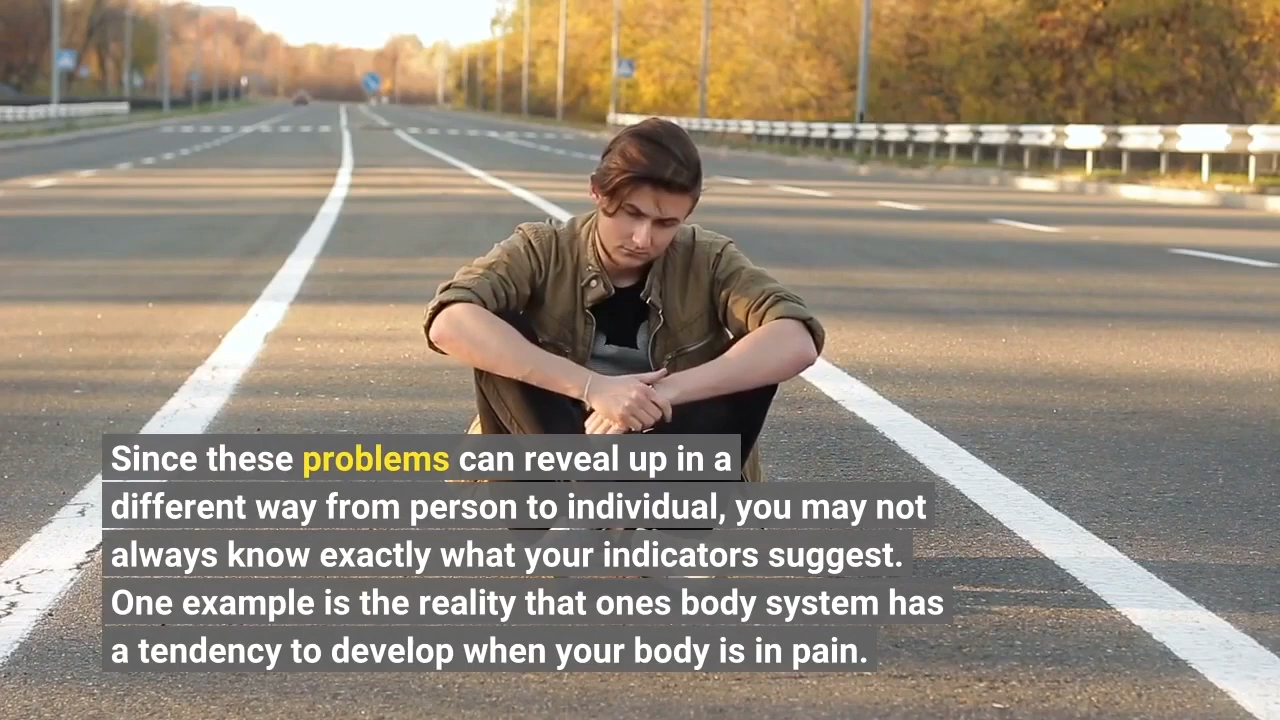 Since these problems can reveal up in a
different way from person to individual, you may not
always know exactly what your indicators suggest.
One example is the reality that ones body system has
a tendency to develop when your body is in pain.